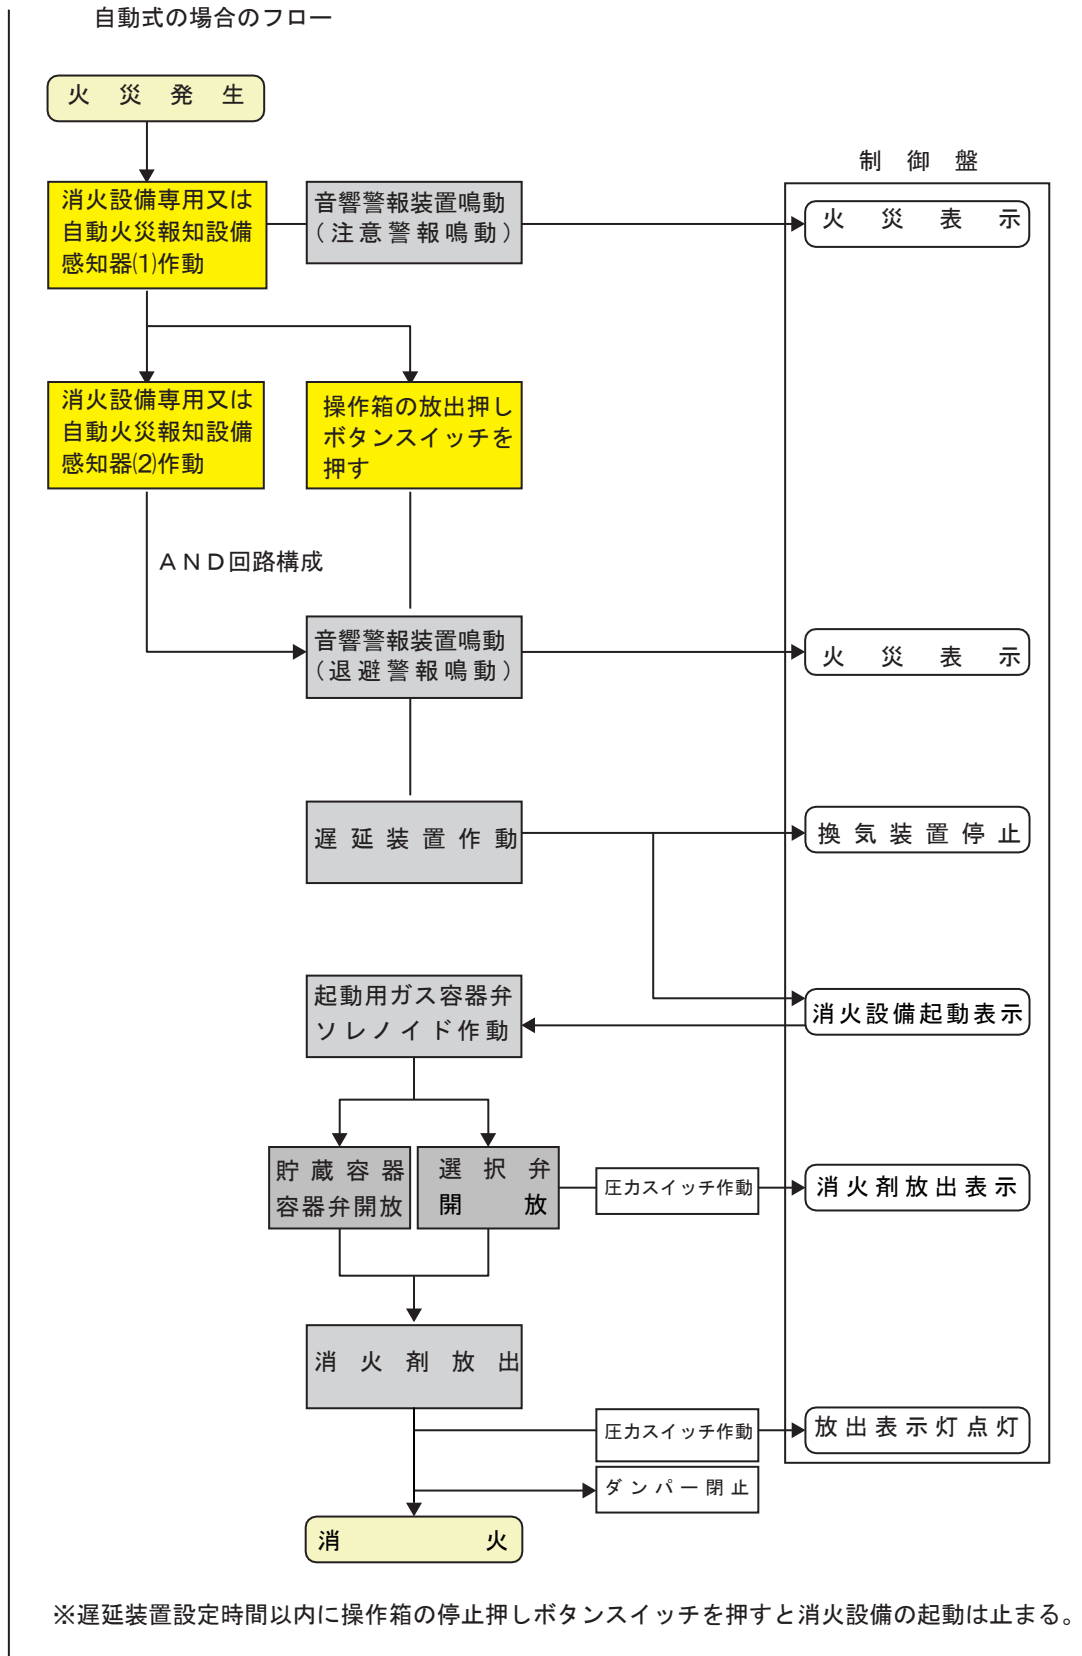 自動式の場合のフロー
火災発生
制御盤
消火設備専用又は
自動火災報知設備
感知器(1)作動
音響警報装置鳴動
(注意警報鳴動)
火災表示
消火設備専用又は
自動火災報知設備
感知器(2)作動
操作箱の放出押し
ボタンスイッチを
押す
AND回路構成
音響警報装置鳴動
(退避警報鳴動)
火災表示
遅延装置作動
換気装置停止
起動用ガス容器弁
ソレノイド作動
消火設備起動表示
貯蔵容器
容器弁開放
選択弁
開放
圧力スイッチ作動
消火剤放出表示
消火剤放出
圧力スイッチ作動
放出表示灯点灯
ダンパー閉止
消火
※遅延装置設定時間以内に操作箱の停止押しボタンスイッチを押すと消火設備の起動は止まる。